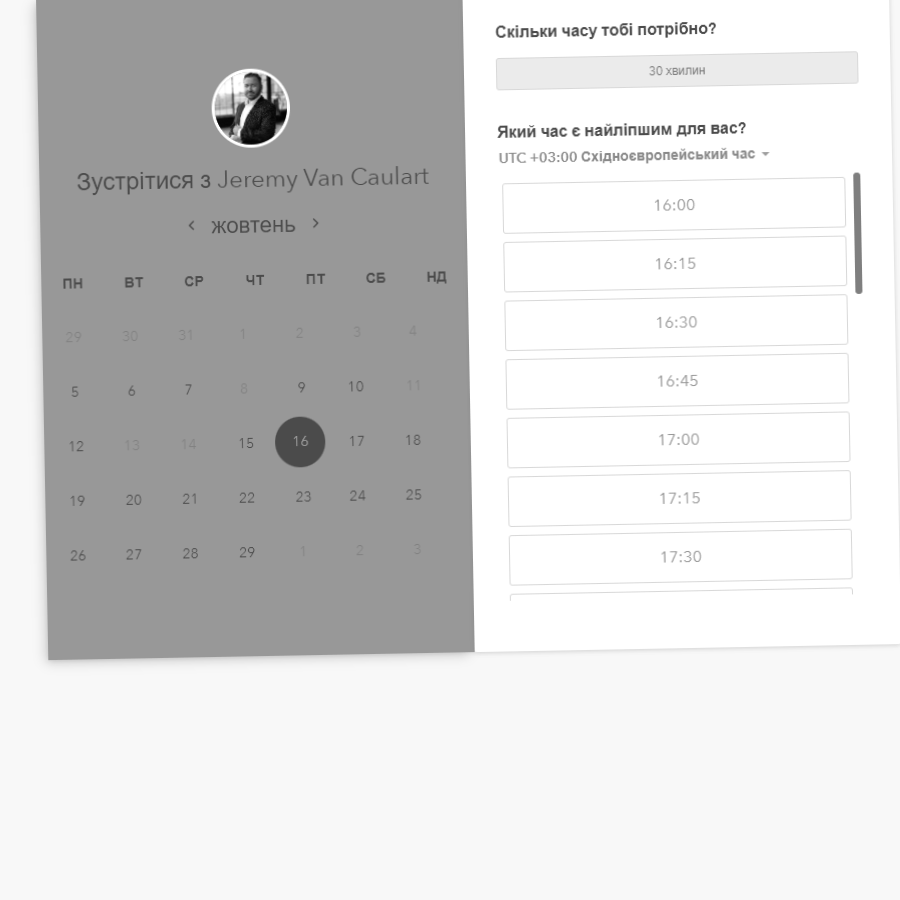 Зустрітися з Jeremy Van Caulart
‹ жовтень ›
ПН ВТ СР ЧТ ПТ СБ НД
29 30 31 1 2 3 4
5 6 7 8 9 10 11
12 13 14 15 16 17 18
19 20 21 22 23 24 25
26 27 28 29 1 2 3
Скільки часу тобі потрібно?
30 хвилин
Який час є найліпшим для вас?
UTC +03:00 Східноєвропейський час
16:00
16:15
16:30
16:45
17:00
17:15
17:30